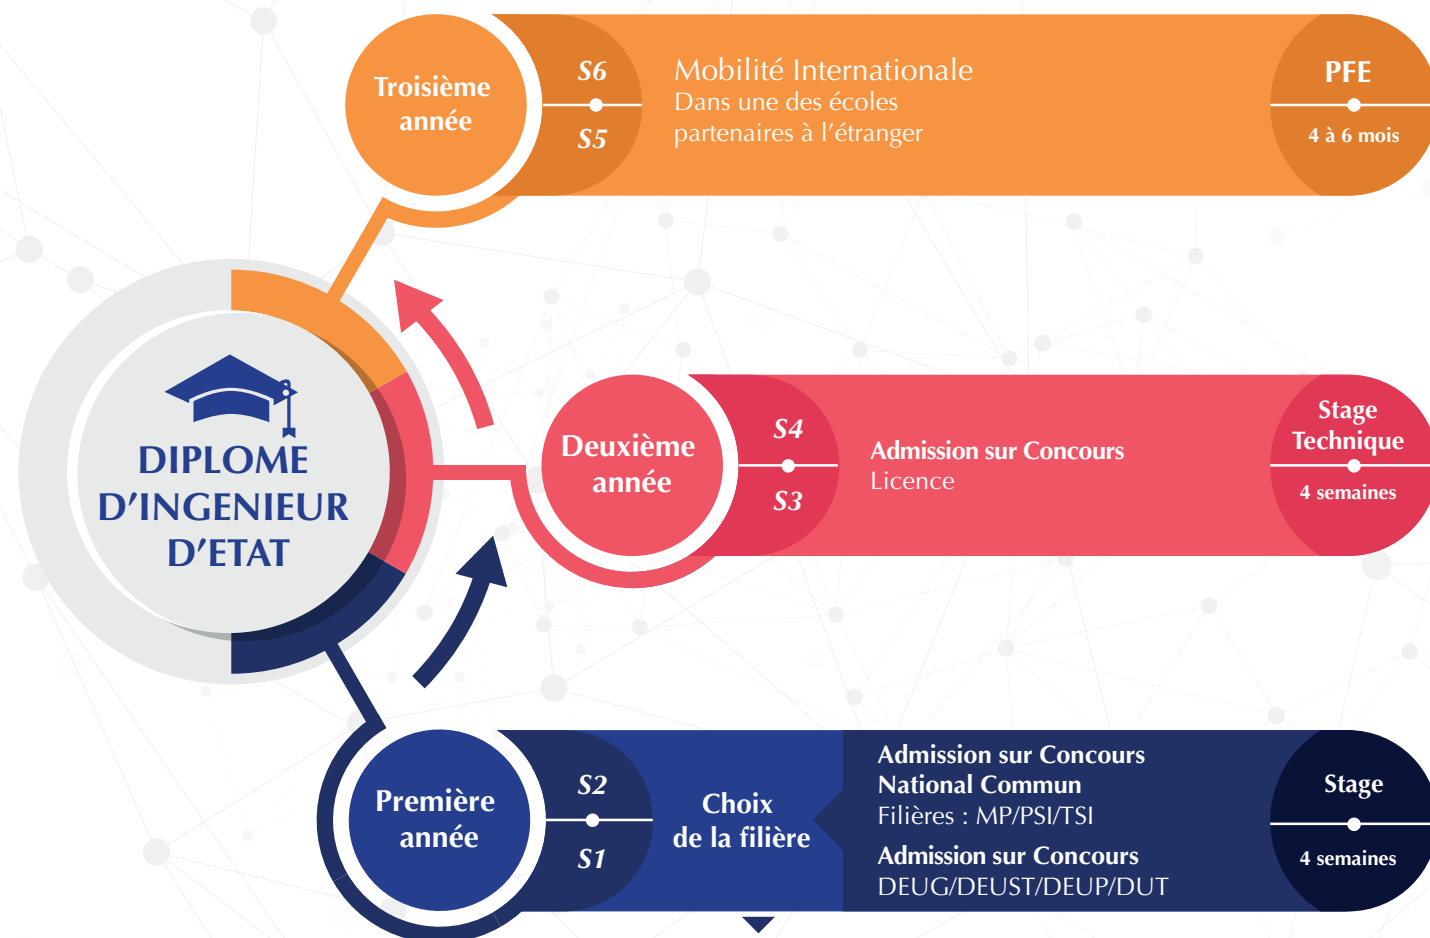 Troisième
année
S6
S5
Mobilité Internationale
Dans une des écoles
partenaires à l’étranger
PFE
4 à 6 mois
DIPLOME
D’INGENIEUR
D’ETAT
Deuxième
année
S4
S3
Admission sur Concours
Licence
Stage
Technique
4 semaines
Première
année
S2
S1
Choix
de la filière
Admission sur Concours
National Commun
Filières : MP/PSI/TSI
Admission sur Concours
DEUG/DEUST/DEUP/DUT
Stage
4 semaines